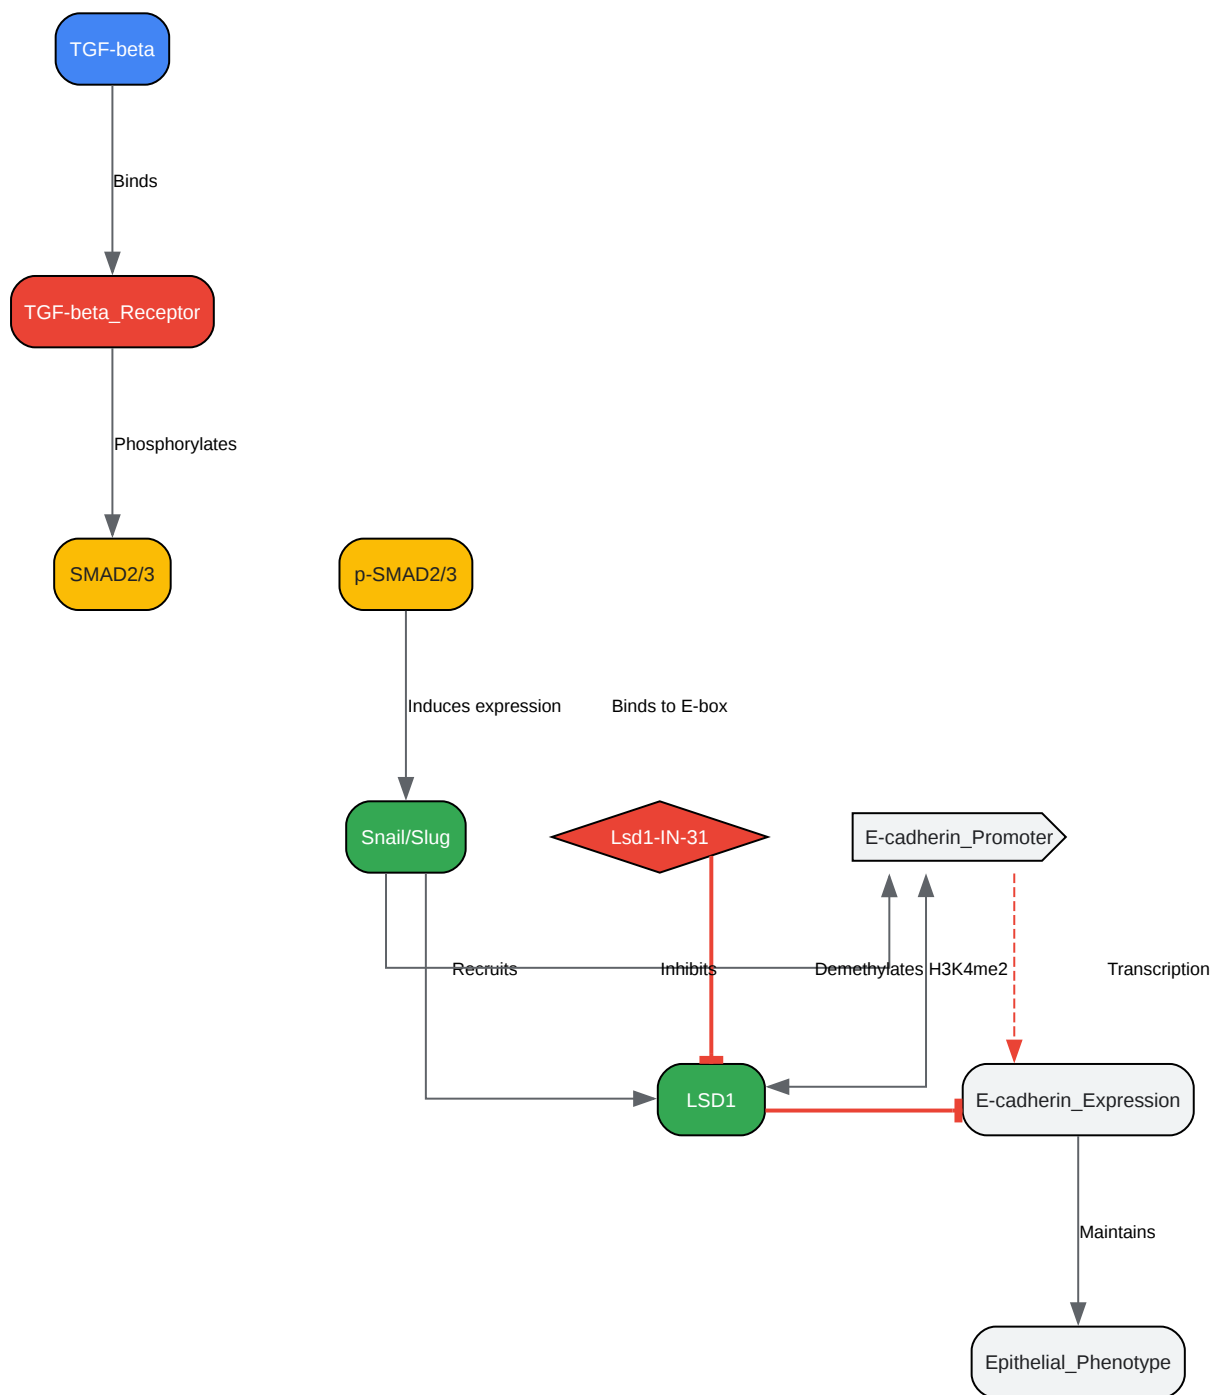 TGF-beta
Binds
TGF-beta_Receptor
Phosphorylates
SMAD2/3
p-SMAD2/3
Induces expression
Binds to E-box
Snail/Slug
Lsd1-IN-31
E-cadherin_Promoter
Recruits
Inhibits
Demethylates H3K4me2
Transcription
LSD1
E-cadherin_Expression
Maintains
Epithelial_Phenotype